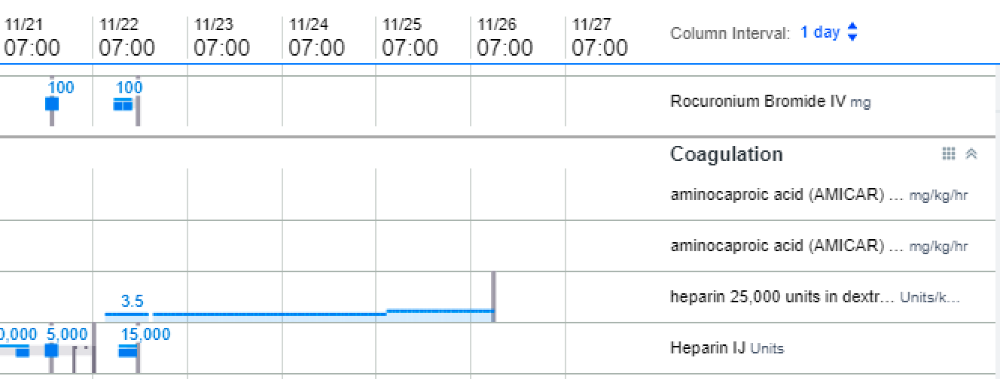 11/21 11/22 11/23 11/24 11/25 11/26 11/27
07:00 07:00 07:00 07:00 07:00 07:00 07:00
Column Interval: 1 day
100 100
Rocuronium Bromide IV mg
Coagulation
aminocaproic acid (AMICAR) ... mg/kg/hr
aminocaproic acid (AMICAR) ... mg/kg/hr
3.5
heparin 25,000 units in dextr... Units/k...
0,000 5,000 15,000
Heparin IJ Units